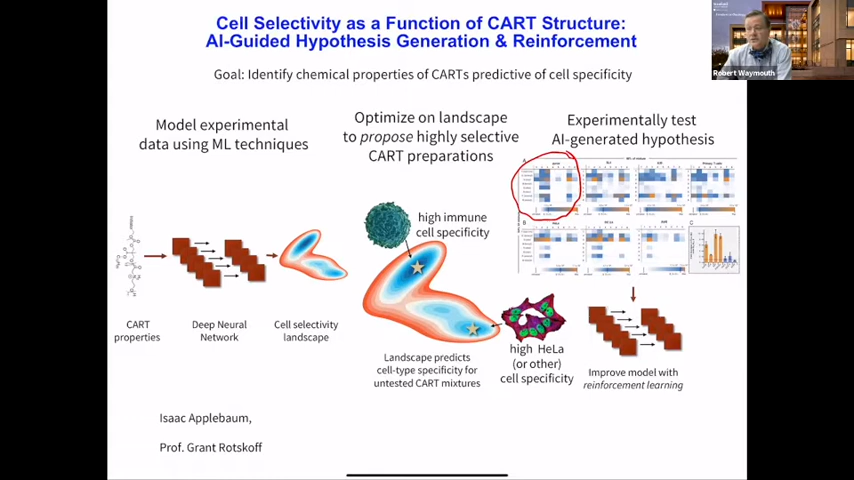 Cell Selectivity as a Function of CART Structure:
AI-Guided Hypothesis Generation & Reinforcement
Goal: Identify chemical properties of CARTs predictive of cell specificity
Robert Waymouth
Model experimental
data using ML techniques
Optimize on landscape
to propose highly selective
CART preparations
Experimentally test
AI-generated hypothesis
high immune
cell specificity
CART
properties
Deep Neural
Network
Cell selectivity
landscape
Landscape predicts
cell-type specificity for
untested CART mixtures
high HeLa
(or other)
cell specificity
Improve model with
reinforcement learning
Isaac Applebaum,
Prof. Grant Rotskoff